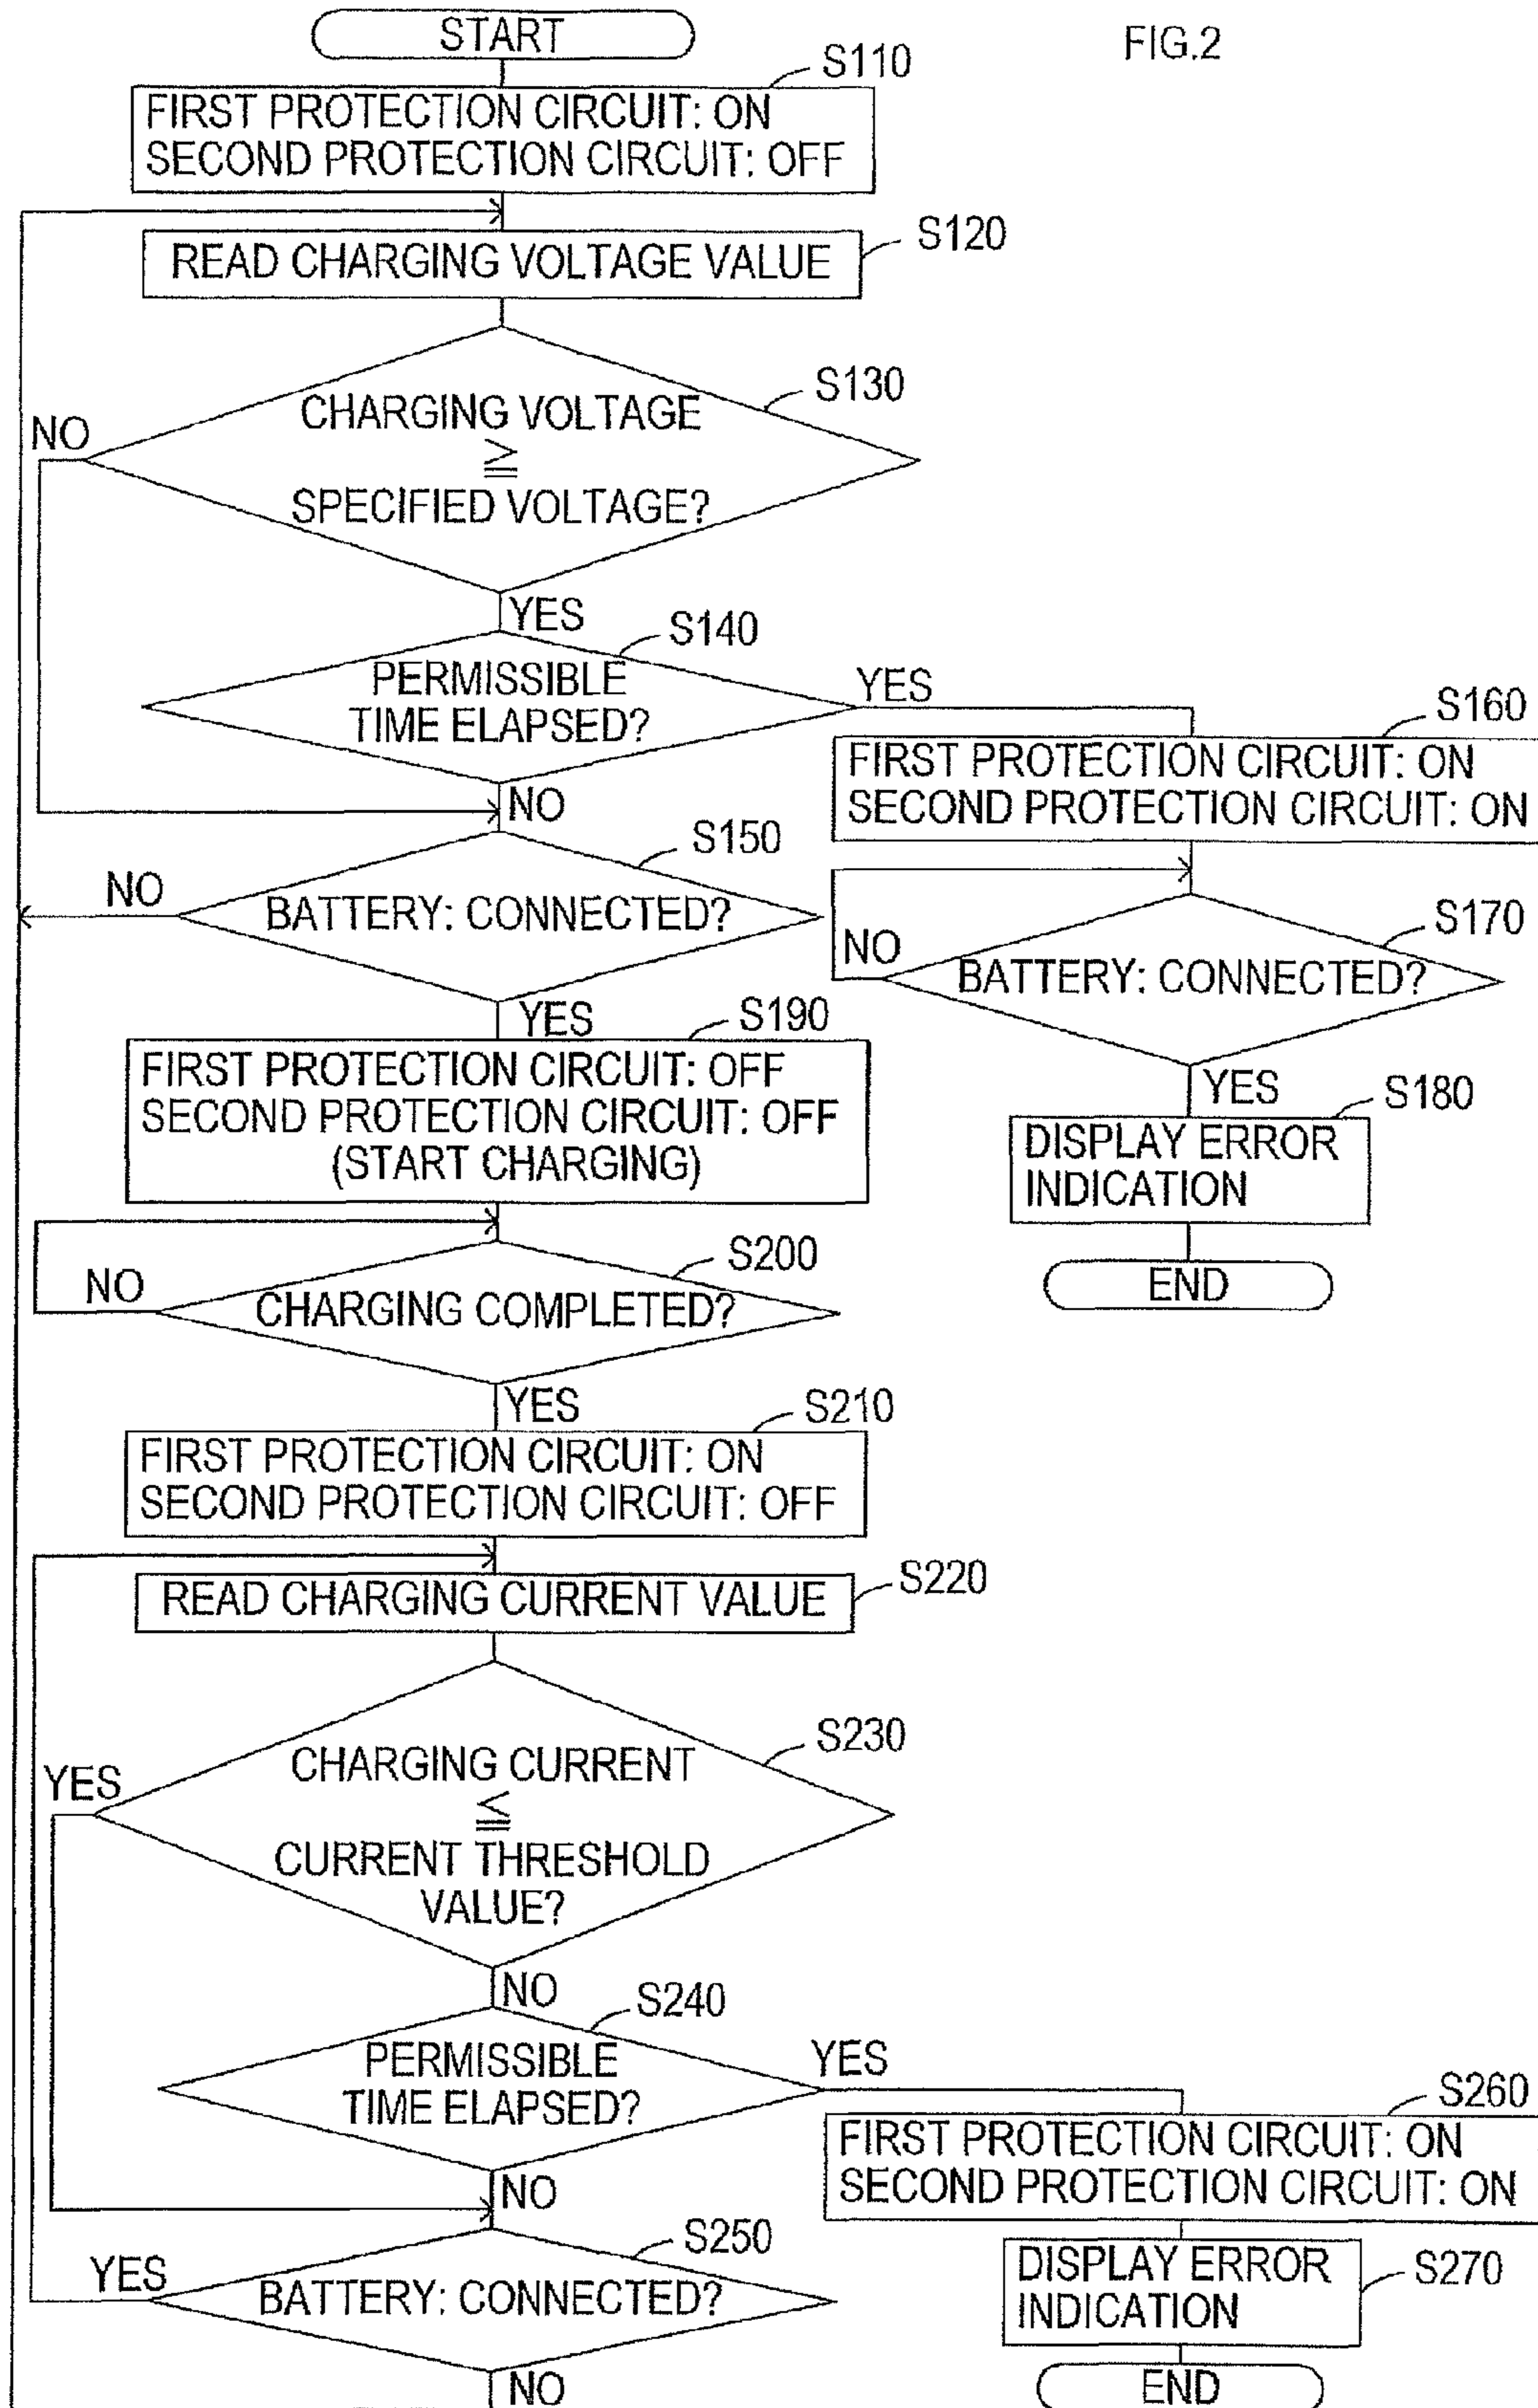 START
FIG.2
S110
FIRST PROTECTION CIRCUIT: ON
SECOND PROTECTION CIRCUIT: OFF
S120
READ CHARGING VOLTAGE VALUE
S130
CHARGING VOLTAGE
≧
SPECIFIED VOLTAGE?
NO
YES
S140
PERMISSIBLE
TIME ELAPSED?
YES
NO
S160
FIRST PROTECTION CIRCUIT: ON
SECOND PROTECTION CIRCUIT: ON
S150
BATTERY: CONNECTED?
NO
YES
S170
BATTERY: CONNECTED?
NO
YES
S180
DISPLAY ERROR
INDICATION
END
S190
FIRST PROTECTION CIRCUIT: OFF
SECOND PROTECTION CIRCUIT: OFF
(START CHARGING)
S200
CHARGING COMPLETED?
NO
YES
S210
FIRST PROTECTION CIRCUIT: ON
SECOND PROTECTION CIRCUIT: OFF
S220
READ CHARGING CURRENT VALUE
S230
CHARGING CURRENT
≦
CURRENT THRESHOLD
VALUE?
YES
NO
S240
PERMISSIBLE
TIME ELAPSED?
YES
NO
S260
FIRST PROTECTION CIRCUIT: ON
SECOND PROTECTION CIRCUIT: ON
S250
BATTERY: CONNECTED?
YES
NO
S270
DISPLAY ERROR
INDICATION
END